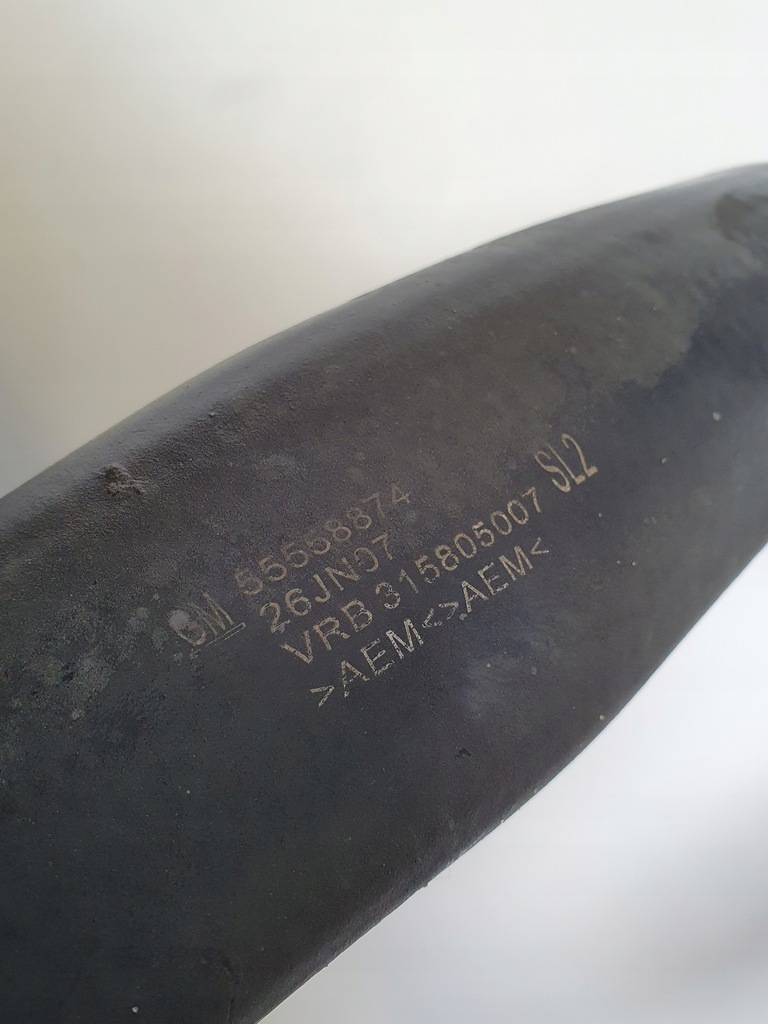 GM 55558874
26JN07
VRB 315805007 SL2
>AEM<>AEM<